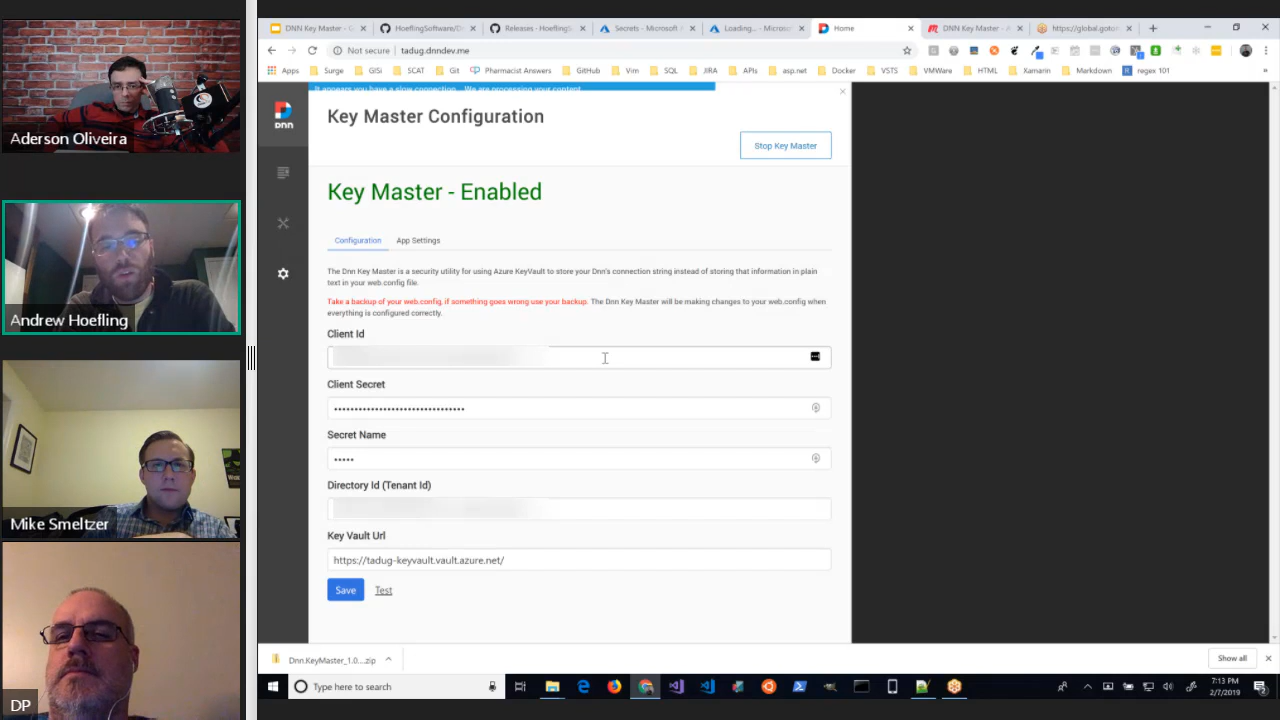 Aderson Oliveira
Andrew Hoefling
Mike Smeltzer
DP
DNN Key Master -
HoeflingSoftware/D
Releases · Hoefling
Secrets - Microsoft
Loading... - Micros
Home
DNN Key Master -
https://global.goto
Not secure
tadug.dnndev.me
Apps
Surge
GISi
SCAT
Git
Pharmacist Answers
GitHub
Vim
SQL
JIRA
APIs
asp.net
Docker
VSTS
VMWare
HTML
Xamarin
Markdown
regex 101
It appears you have a slow connection... We are processing your content
dnn
Key Master Configuration
Stop Key Master
Key Master - Enabled
Configuration
App Settings
The Dnn Key Master is a security utility for using Azure KeyVault to store your Dnn's connection string instead of storing that information in plain
text in your web.config file.
Take a backup of your web.config, if something goes wrong use your backup. The Dnn Key Master will be making changes to your web.config when
everything is configured correctly.
Client Id
Client Secret
Secret Name
Directory Id (Tenant Id)
Key Vault Url
https://tadug-keyvault.vault.azure.net/
Save
Test
Dnn.KeyMaster_1.0....zip
Show all
Type here to search
7:13 PM
2/7/2019